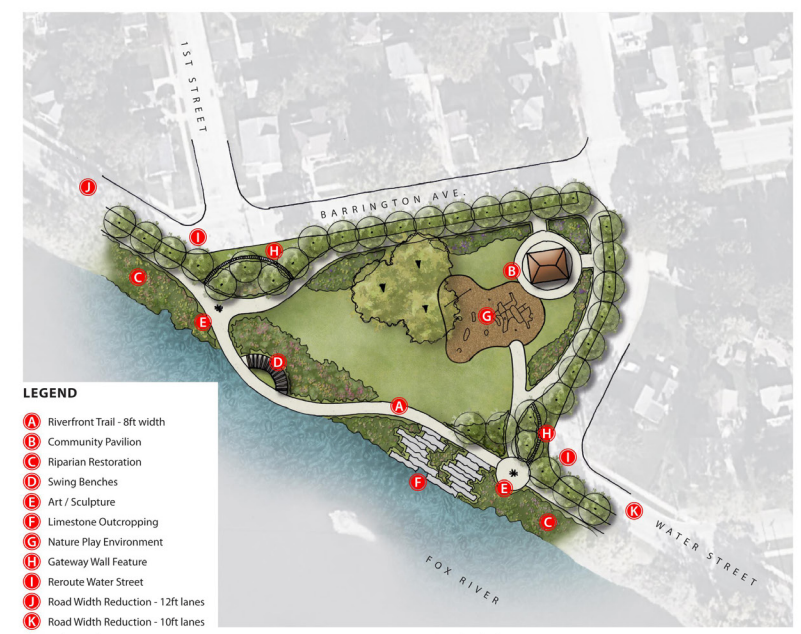 1ST STREET
BARRINGTON AVE.
J
I
H
C
B
E
G
D
A
H
I
F
E
K
C
WATER STREET
FOX RIVER
LEGEND
A Riverfront Trail - 8ft width
B Community Pavilion
C Riparian Restoration
D Swing Benches
E Art / Sculpture
F Limestone Outcropping
G Nature Play Environment
H Gateway Wall Feature
I Reroute Water Street
J Road Width Reduction - 12ft lanes
K Road Width Reduction - 10ft lanes